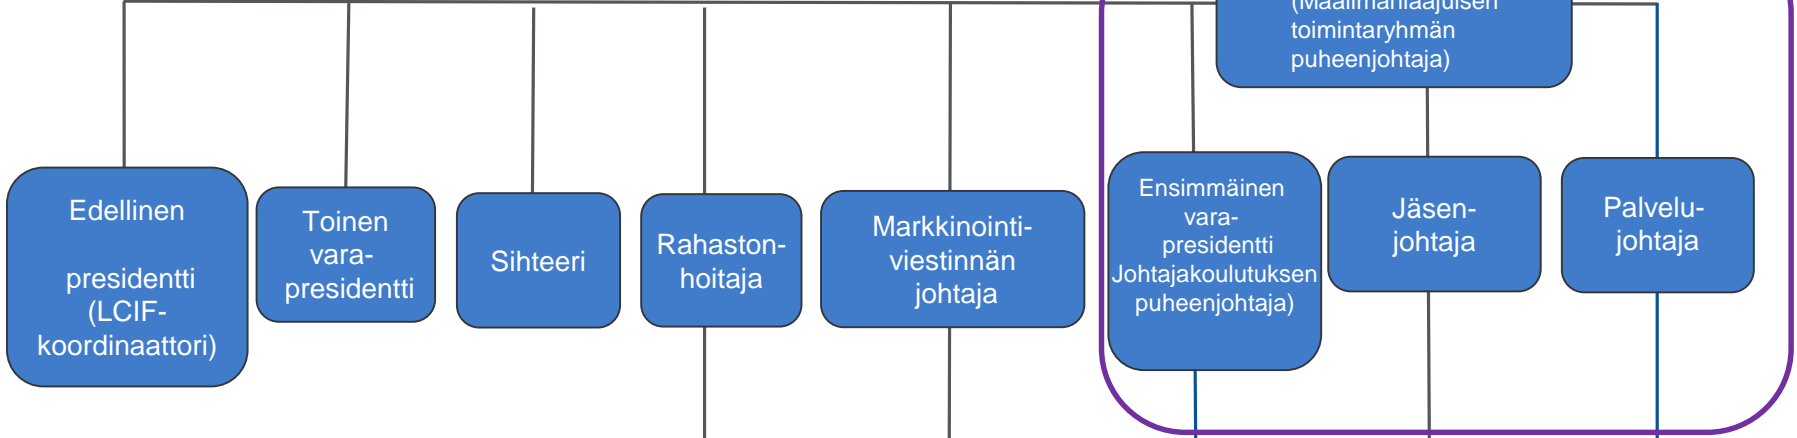 (Maailmanlaajuisen
toimintaryhmän
puheenjohtaja)
Edellinen
presidentti
(LCIF-
koordinaattori)
Toinen
vara-
presidentti
Sihteeri
Rahaston-
hoitaja
Markkinointi-
viestinnän
johtaja
Ensimmäinen
vara-
presidentti
Johtajakoulutuksen
puheenjohtaja)
Jäsen-
johtaja
Palvelu-
johtaja